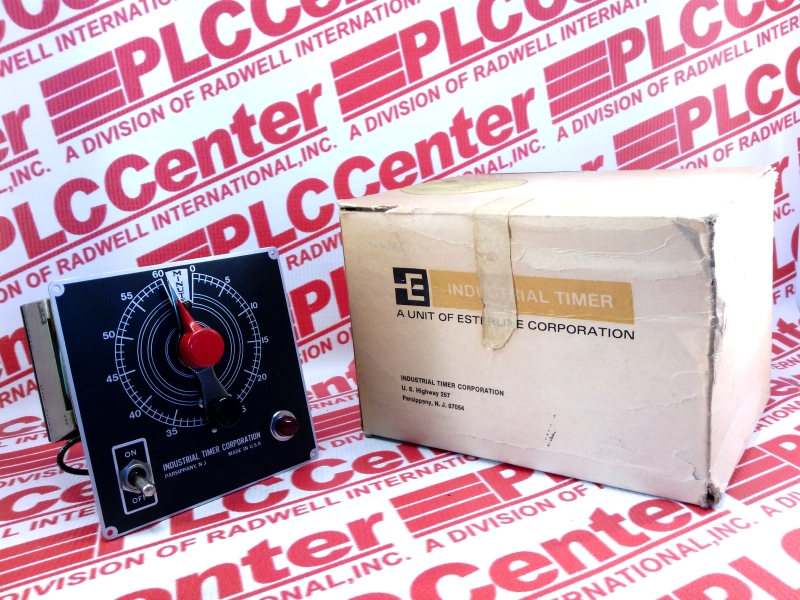 PLCCenter
A DIVISION OF RADWELL INTERNATIONAL, INC.
INDUSTRIAL TIMER
A UNIT OF ESTERLINE CORPORATION
INDUSTRIAL TIMER CORPORATION
U. S. Highway 287
Parsippany, N. J. 07054
60 0 5 10 15 20
35 40 45 50 55
ON
OFF
INDUSTRIAL TIMER CORPORATION
PARSIPPANY, N. J. MADE IN U.S.A.